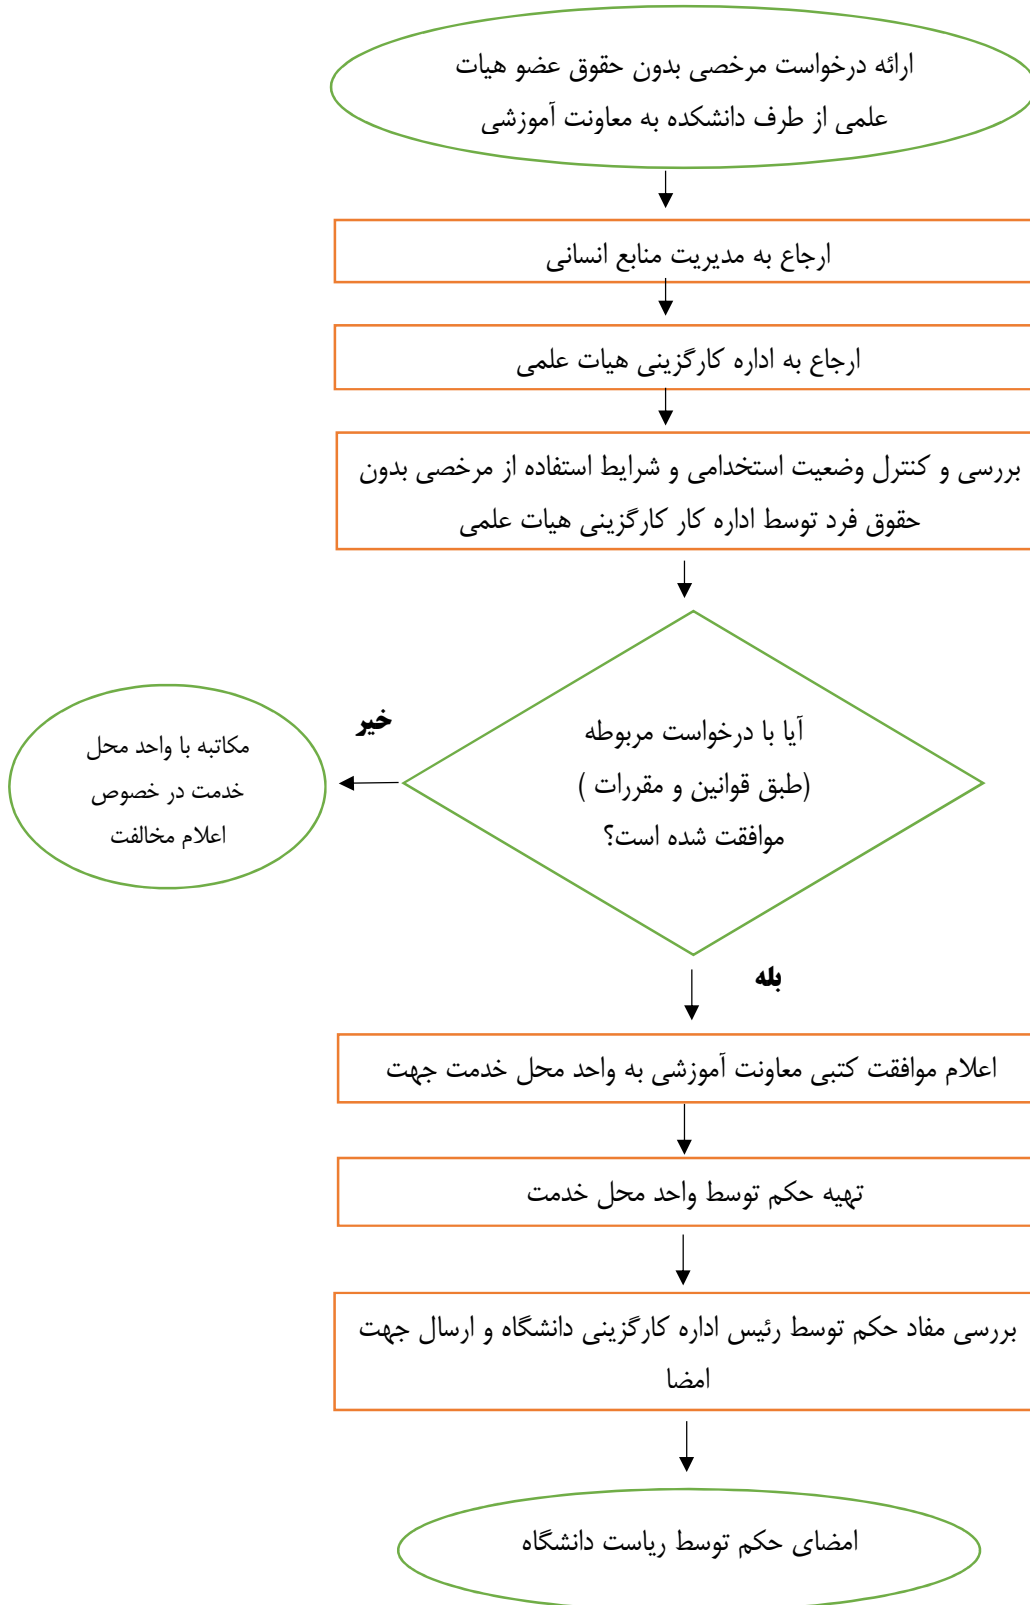 ارائه درخواست مرخصی بدون حقوق عضو هیات
علمی از طرف دانشکده به معاونت آموزشی
ارجاع به مدیریت منابع انسانی
ارجاع به اداره کارگزینی هیات علمی
بررسی و کنترل وضعیت استخدامی و شرایط استفاده از مرخصی بدون
حقوق فرد توسط اداره کار کارگزینی هیات علمی
آیا با درخواست مربوطه
(طبق قوانین و مقررات )
موافقت شده است؟
خیر
مکاتبه با واحد محل
خدمت در خصوص
اعلام مخالفت
بله
اعلام موافقت کتبی معاونت آموزشی به واحد محل خدمت جهت
تهیه حکم توسط واحد محل خدمت
بررسی مفاد حکم توسط رئیس اداره کارگزینی دانشگاه و ارسال جهت
امضا
امضای حکم توسط ریاست دانشگاه